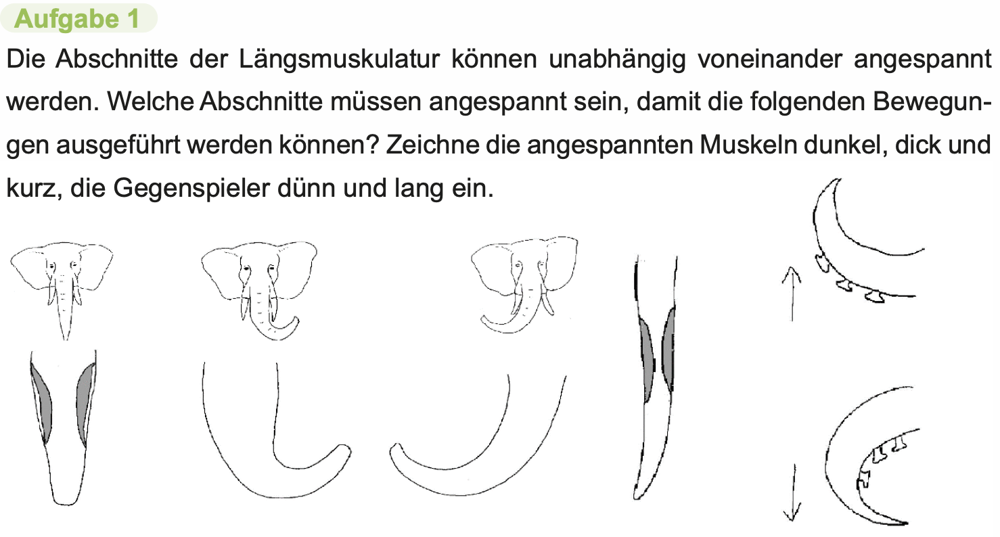 Aufgabe 1
Die Abschnitte der Längsmuskulatur können unabhängig voneinander angespannt
werden. Welche Abschnitte müssen angespannt sein, damit die folgenden Bewegun-
gen ausgeführt werden können? Zeichne die angespannten Muskeln dunkel, dick und
kurz, die Gegenspieler dünn und lang ein.